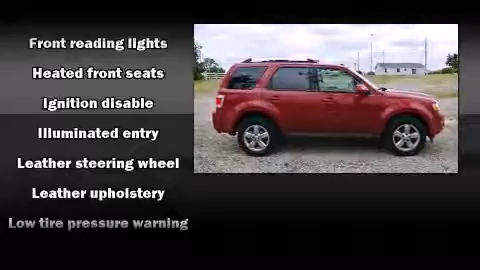 Front reading lights
Heated front seats
Ignition disable
Illuminated entry
Leather steering wheel
Leather upholstery
Low tire pressure warning